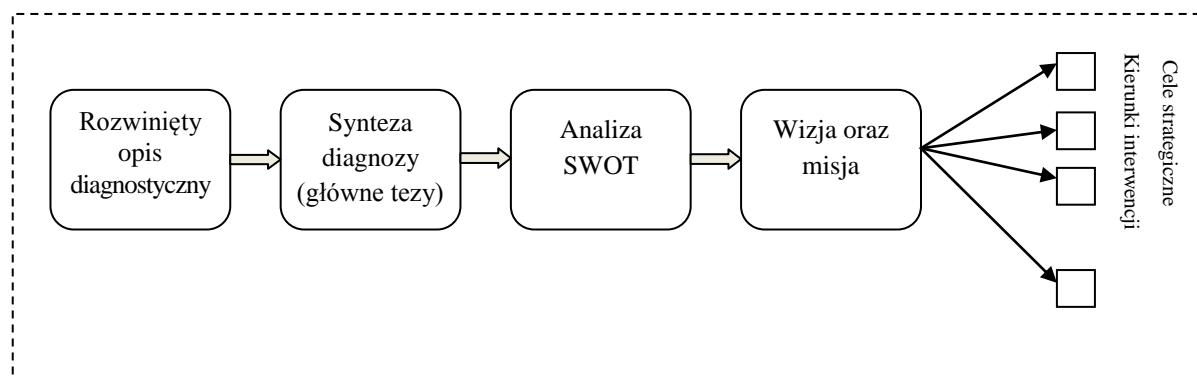 Rozwinięty
opis
diagnostyczny
Synteza
diagnozy
(główne tezy)
Analiza
SWOT
Wizja oraz
misja
Cele strategiczne
Kierunki interwencji